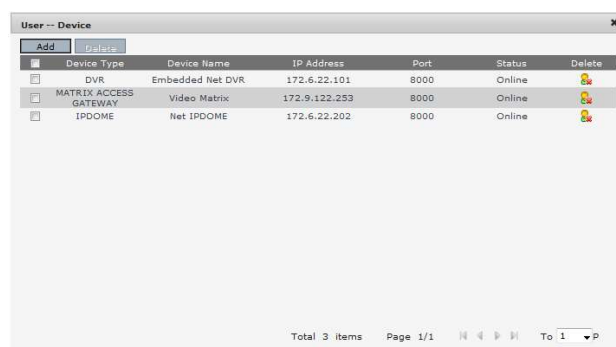 User -- Device x
Add Delete
Device Type Device Name IP Address Port Status Delete
DVR Embedded Net DVR 172.6.22.101 8000 Online
MATRIX ACCESS GATEWAY Video Matrix 172.9.122.253 8000 Online
IPDOME Net IPDOME 172.6.22.202 8000 Online
Total 3 items Page 1/1 To 1 P